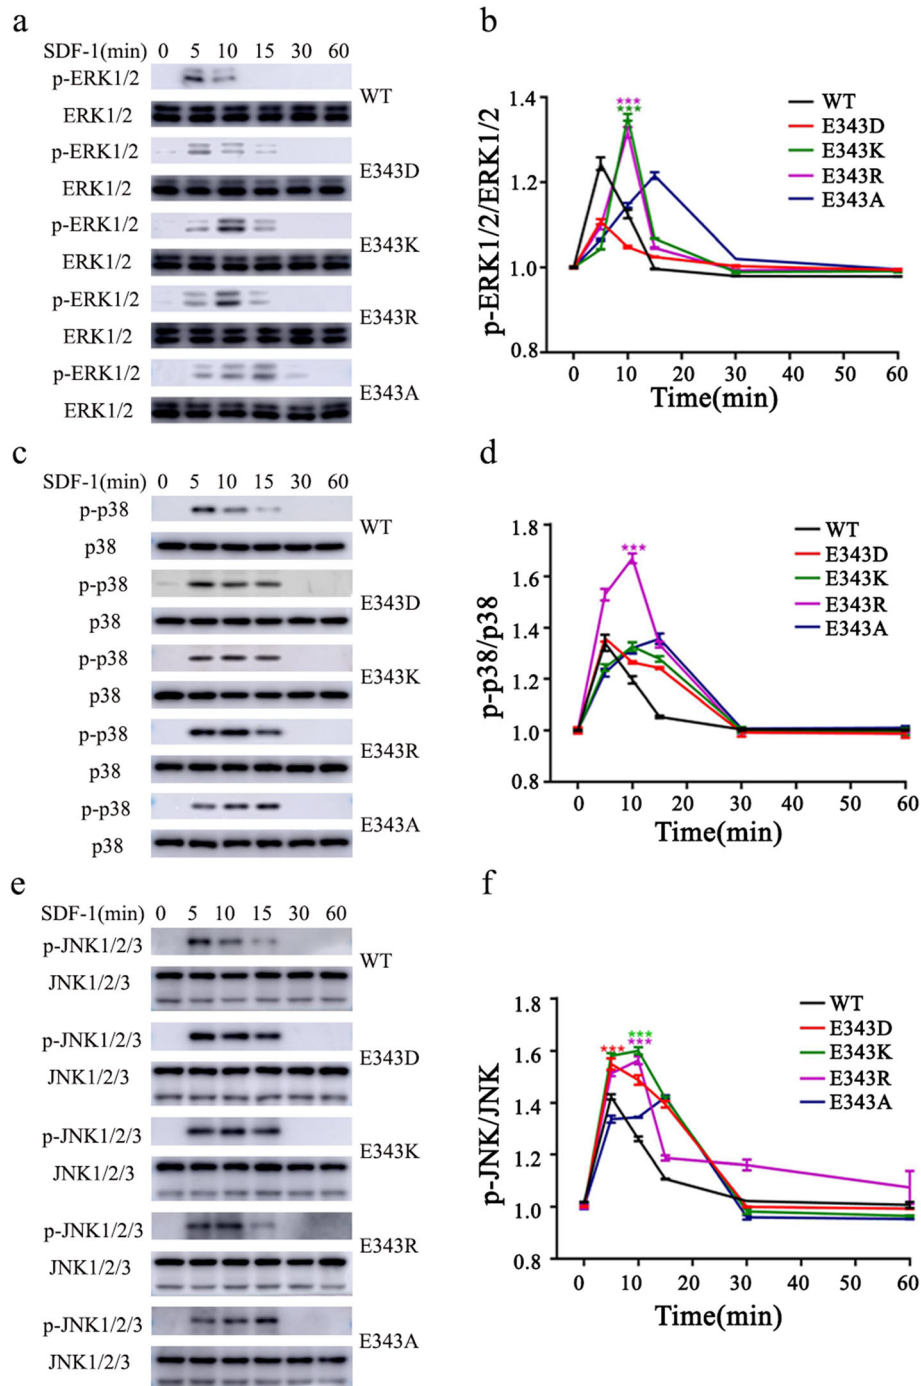 a
SDF-1(min) 0 5 10 15 30 60
p-ERK1/2
WT
ERK1/2
p-ERK1/2
E343D
ERK1/2
p-ERK1/2
E343K
ERK1/2
p-ERK1/2
E343R
ERK1/2
p-ERK1/2
E343A
ERK1/2
b
p-ERK1/2/ERK1/2
1.4
1.2
1.0
0.8
0 10 20 30 40 50 60
Time(min)
***
***
WT
E343D
E343K
E343R
E343A
c
SDF-1(min) 0 5 10 15 30 60
p-p38
WT
p38
p-p38
E343D
p38
p-p38
E343K
p38
p-p38
E343R
p38
p-p38
E343A
p38
d
p-p38/p38
1.8
1.6
1.4
1.2
1.0
0.8
0 10 20 30 40 50 60
Time(min)
***
WT
E343D
E343K
E343R
E343A
e
SDF-1(min) 0 5 10 15 30 60
p-JNK1/2/3
WT
JNK1/2/3
p-JNK1/2/3
E343D
JNK1/2/3
p-JNK1/2/3
E343K
JNK1/2/3
p-JNK1/2/3
E343R
JNK1/2/3
p-JNK1/2/3
E343A
JNK1/2/3
f
p-JNK/JNK
1.8
1.6
1.4
1.2
1.0
0.8
0 10 20 30 40 50 60
Time(min)
***
*** ***
WT
E343D
E343K
E343R
E343A